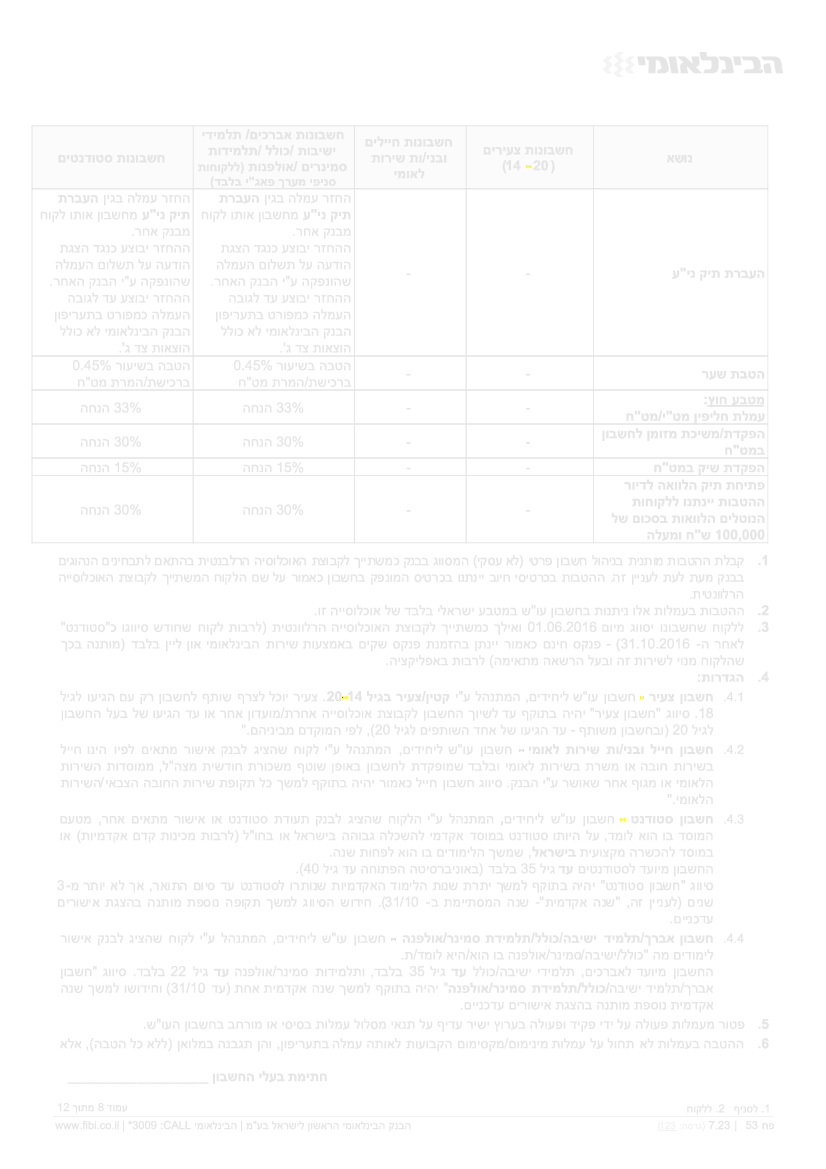 הבינלאומי
נושא
חשבונות צעירים
(14 - 20)
חשבונות חיילים
ובני/ות שירות
לאומי
חשבונות אברכים/ תלמידי
ישיבות /כולל /תלמידות
סמינרים /אולפנות (ללקוחות
סניפי מערך פאג"י בלבד)
חשבונות סטודנטים
העברת תיק ני"ע
-
-
החזר עמלה בגין העברת
תיק ני"ע מחשבון אותו לקוח
מבנק אחר.
ההחזר יבוצע כנגד הצגת
הודעה על תשלום העמלה
שהונפקה ע"י הבנק האחר.
ההחזר יבוצע עד לגובה
העמלה כמפורט בתעריפון
הבנק הבינלאומי לא כולל
הוצאות צד ג'.
החזר עמלה בגין העברת
תיק ני"ע מחשבון אותו לקוח
מבנק אחר.
ההחזר יבוצע כנגד הצגת
הודעה על תשלום העמלה
שהונפקה ע"י הבנק האחר.
ההחזר יבוצע עד לגובה
העמלה כמפורט בתעריפון
הבנק הבינלאומי לא כולל
הוצאות צד ג'.
הטבת שער
-
-
הטבה בשיעור 0.45%
ברכישת/המרת מט"ח
הטבה בשיעור 0.45%
ברכישת/המרת מט"ח
מטבע חוץ:
עמלת חליפין מט"י/מט"ח
-
-
33% הנחה
33% הנחה
הפקדת/משיכת מזומן לחשבון
במט"ח
-
-
30% הנחה
30% הנחה
הפקדת שיק במט"ח
-
-
15% הנחה
15% הנחה
פתיחת תיק הלוואה לדיור
ההטבות יינתנו ללקוחות
הנוטלים הלוואות בסכום של
100,000 ש"ח ומעלה
-
-
30% הנחה
30% הנחה
1. קבלת ההטבות מותנית בניהול חשבון פרטי (לא עסקי) המסווג בבנק כמשתייך לקבוצת האוכלוסיה הרלבנטית בהתאם לתבחינים הנהוגים
בבנק מעת לעת לעניין זה. ההטבות בכרטיסי חיוב יינתנו בכרטיס המונפק בחשבון כאמור על שם הלקוח המשתייך לקבוצת האוכלוסייה
הרלוונטית.
2. ההטבות בעמלות אלו ניתנות בחשבון עו"ש במטבע ישראלי בלבד של אוכלוסייה זו.
3. ללקוח שחשבונו יסווג מיום 01.06.2016 ואילך כמשתייך לקבוצת האוכלוסייה הרלוונטית (לרבות לקוח שחודש סיווגו כ"סטודנט"
לאחר ה- 31.10.2016) - פנקס חינם כאמור יינתן בהזמנת פנקס שקים באמצעות שירות הבינלאומי און ליין בלבד (מותנה בכך
שהלקוח מנוי לשירות זה ובעל הרשאה מתאימה) לרבות באפליקציה.
4. הגדרות:
4.1. חשבון צעיר - חשבון עו"ש ליחידים, המתנהל ע"י קטין/צעיר בגיל 14-20. צעיר יוכל לצרף שותף לחשבון רק עם הגיעו לגיל
18. סיווג "חשבון צעיר" יהיה בתוקף עד לשיוך החשבון לקבוצת אוכלוסייה אחרת/מועדון אחר או עד הגיעו של בעל החשבון
לגיל 20 (ובחשבון משותף - עד הגיעו של אחד השותפים לגיל 20), לפי המוקדם מביניהם."
4.2. חשבון חייל ובני/ות שירות לאומי - חשבון עו"ש ליחידים, המתנהל ע"י לקוח שהציג לבנק אישור מתאים לפיו הינו חייל
בשירות חובה או משרת בשירות לאומי ובלבד שמופקדת לחשבון באופן שוטף משכורת חודשית מצה"ל, ממוסדות השירות
הלאומי או מגוף אחר שאושר ע"י הבנק. סיווג חשבון חייל כאמור יהיה בתוקף למשך כל תקופת שירות החובה הצבאי/השירות
הלאומי."
4.3. חשבון סטודנט - חשבון עו"ש ליחידים, המתנהל ע"י הלקוח שהציג לבנק תעודת סטודנט או אישור מתאים אחר, מטעם
המוסד בו הוא לומד, על היותו סטודנט במוסד אקדמי להשכלה גבוהה בישראל או בחו"ל (לרבות מכינות קדם אקדמיות) או
במוסד להכשרה מקצועית בישראל, שמשך הלימודים בו הוא לפחות שנה.
החשבון מיועד לסטודנטים עד גיל 35 בלבד (באוניברסיטה הפתוחה עד גיל 40).
סיווג "חשבון סטודנט" יהיה בתוקף למשך יתרת שנות הלימוד האקדמיות שנותרו לסטודנט עד סיום התואר, אך לא יותר מ-3
שנים (לעניין זה, "שנה אקדמית"- שנה המסתיימת ב- 31/10). חידוש הסיווג למשך תקופה נוספת מותנה בהצגת אישורים
עדכניים.
4.4. חשבון אברך/תלמיד ישיבה/כולל/תלמידת סמינר/אולפנה - חשבון עו"ש ליחידים, המתנהל ע"י לקוח שהציג לבנק אישור
לימודים מה "כולל/ישיבה/סמינר/אולפנה בו הוא/היא לומד/ת.
החשבון מיועד לאברכים, תלמידי ישיבה/כולל עד גיל 35 בלבד, ותלמידות סמינר/אולפנה עד גיל 22 בלבד. סיווג "חשבון
אברך/תלמיד ישיבה/כולל/תלמידת סמינר/אולפנה" יהיה בתוקף למשך שנה אקדמית אחת (עד 31/10) וחידושו למשך שנה
אקדמית נוספת מותנה בהצגת אישורים עדכניים.
5. פטור מעמלות פעולה על ידי פקיד ופעולה בערוץ ישיר עדיף על תנאי מסלול עמלות בסיסי או מורחב בחשבון העו"ש.
6. ההטבה בעמלות לא תחול על עמלות מינימום/מקסימום הקבועות לאותה עמלה בתעריפון, והן תגבנה במלואן (ללא כל הטבה), אלא
חתימת בעלי החשבון ____________________
1. לסניף 2. ללקוח
עמוד 8 מתוך 12
פח 53 | 7.23
הבנק הבינלאומי הראשון לישראל בע"מ | הבינלאומי CALL: 3009* | www.fibi.co.il